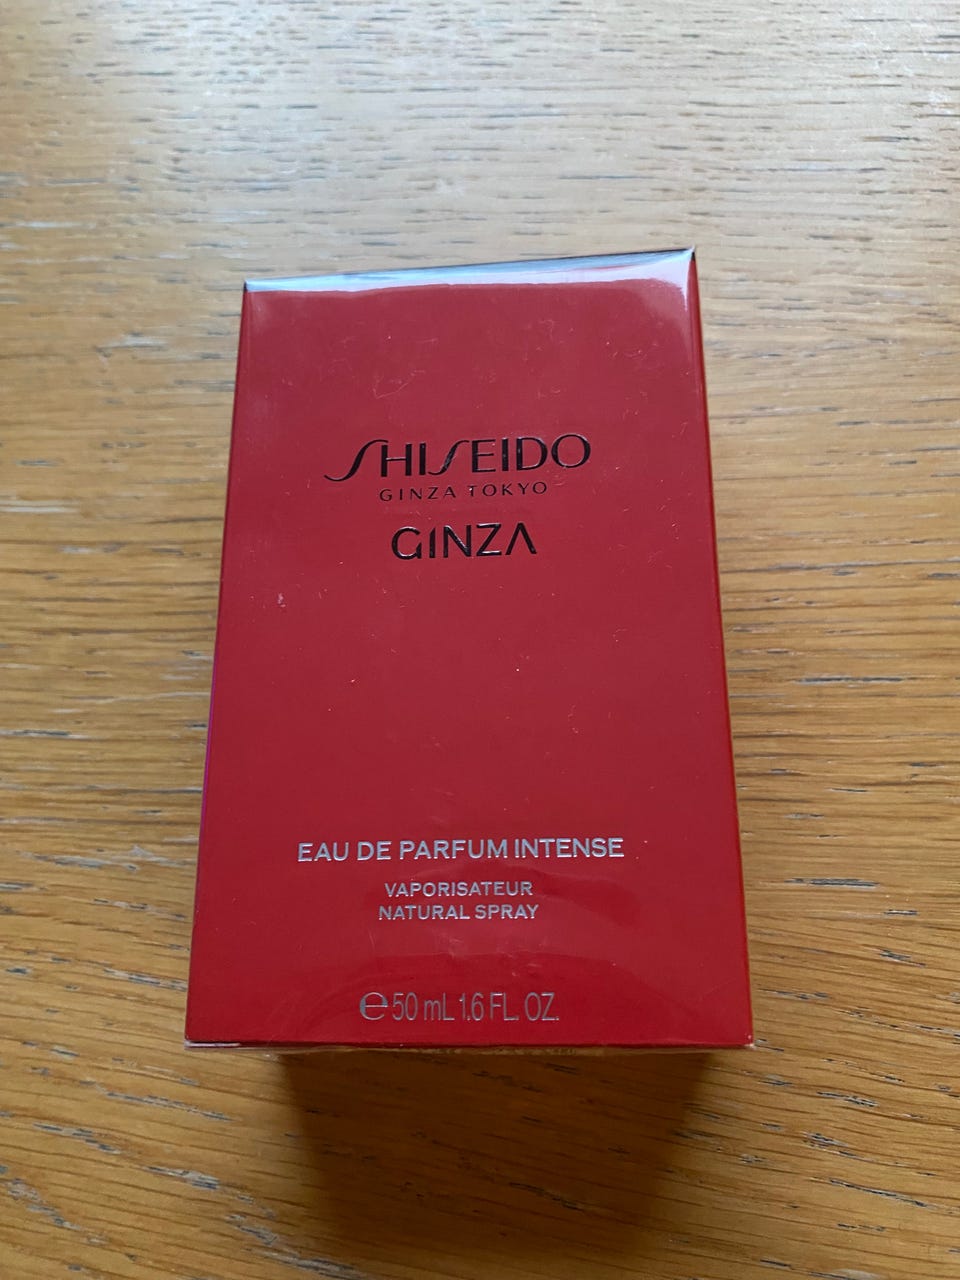 SHISEIDO
GINZA TOKYO
GINZA
EAU DE PARFUM INTENSE
VAPORISATEUR
NATURAL SPRAY
℮ 50 mL 1.6 FL. OZ.